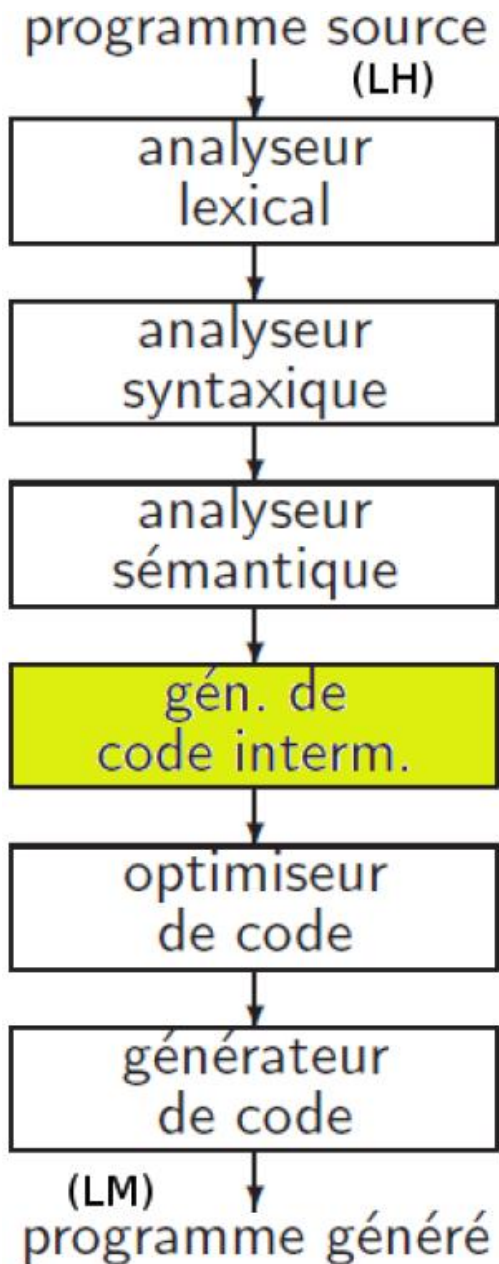 programme source
(LH)
analyseur
lexical
analyseur
syntaxique
analyseur
sémantique
gén. de
code interm.
optimiseur
de code
générateur
de code
(LM)
programme généré